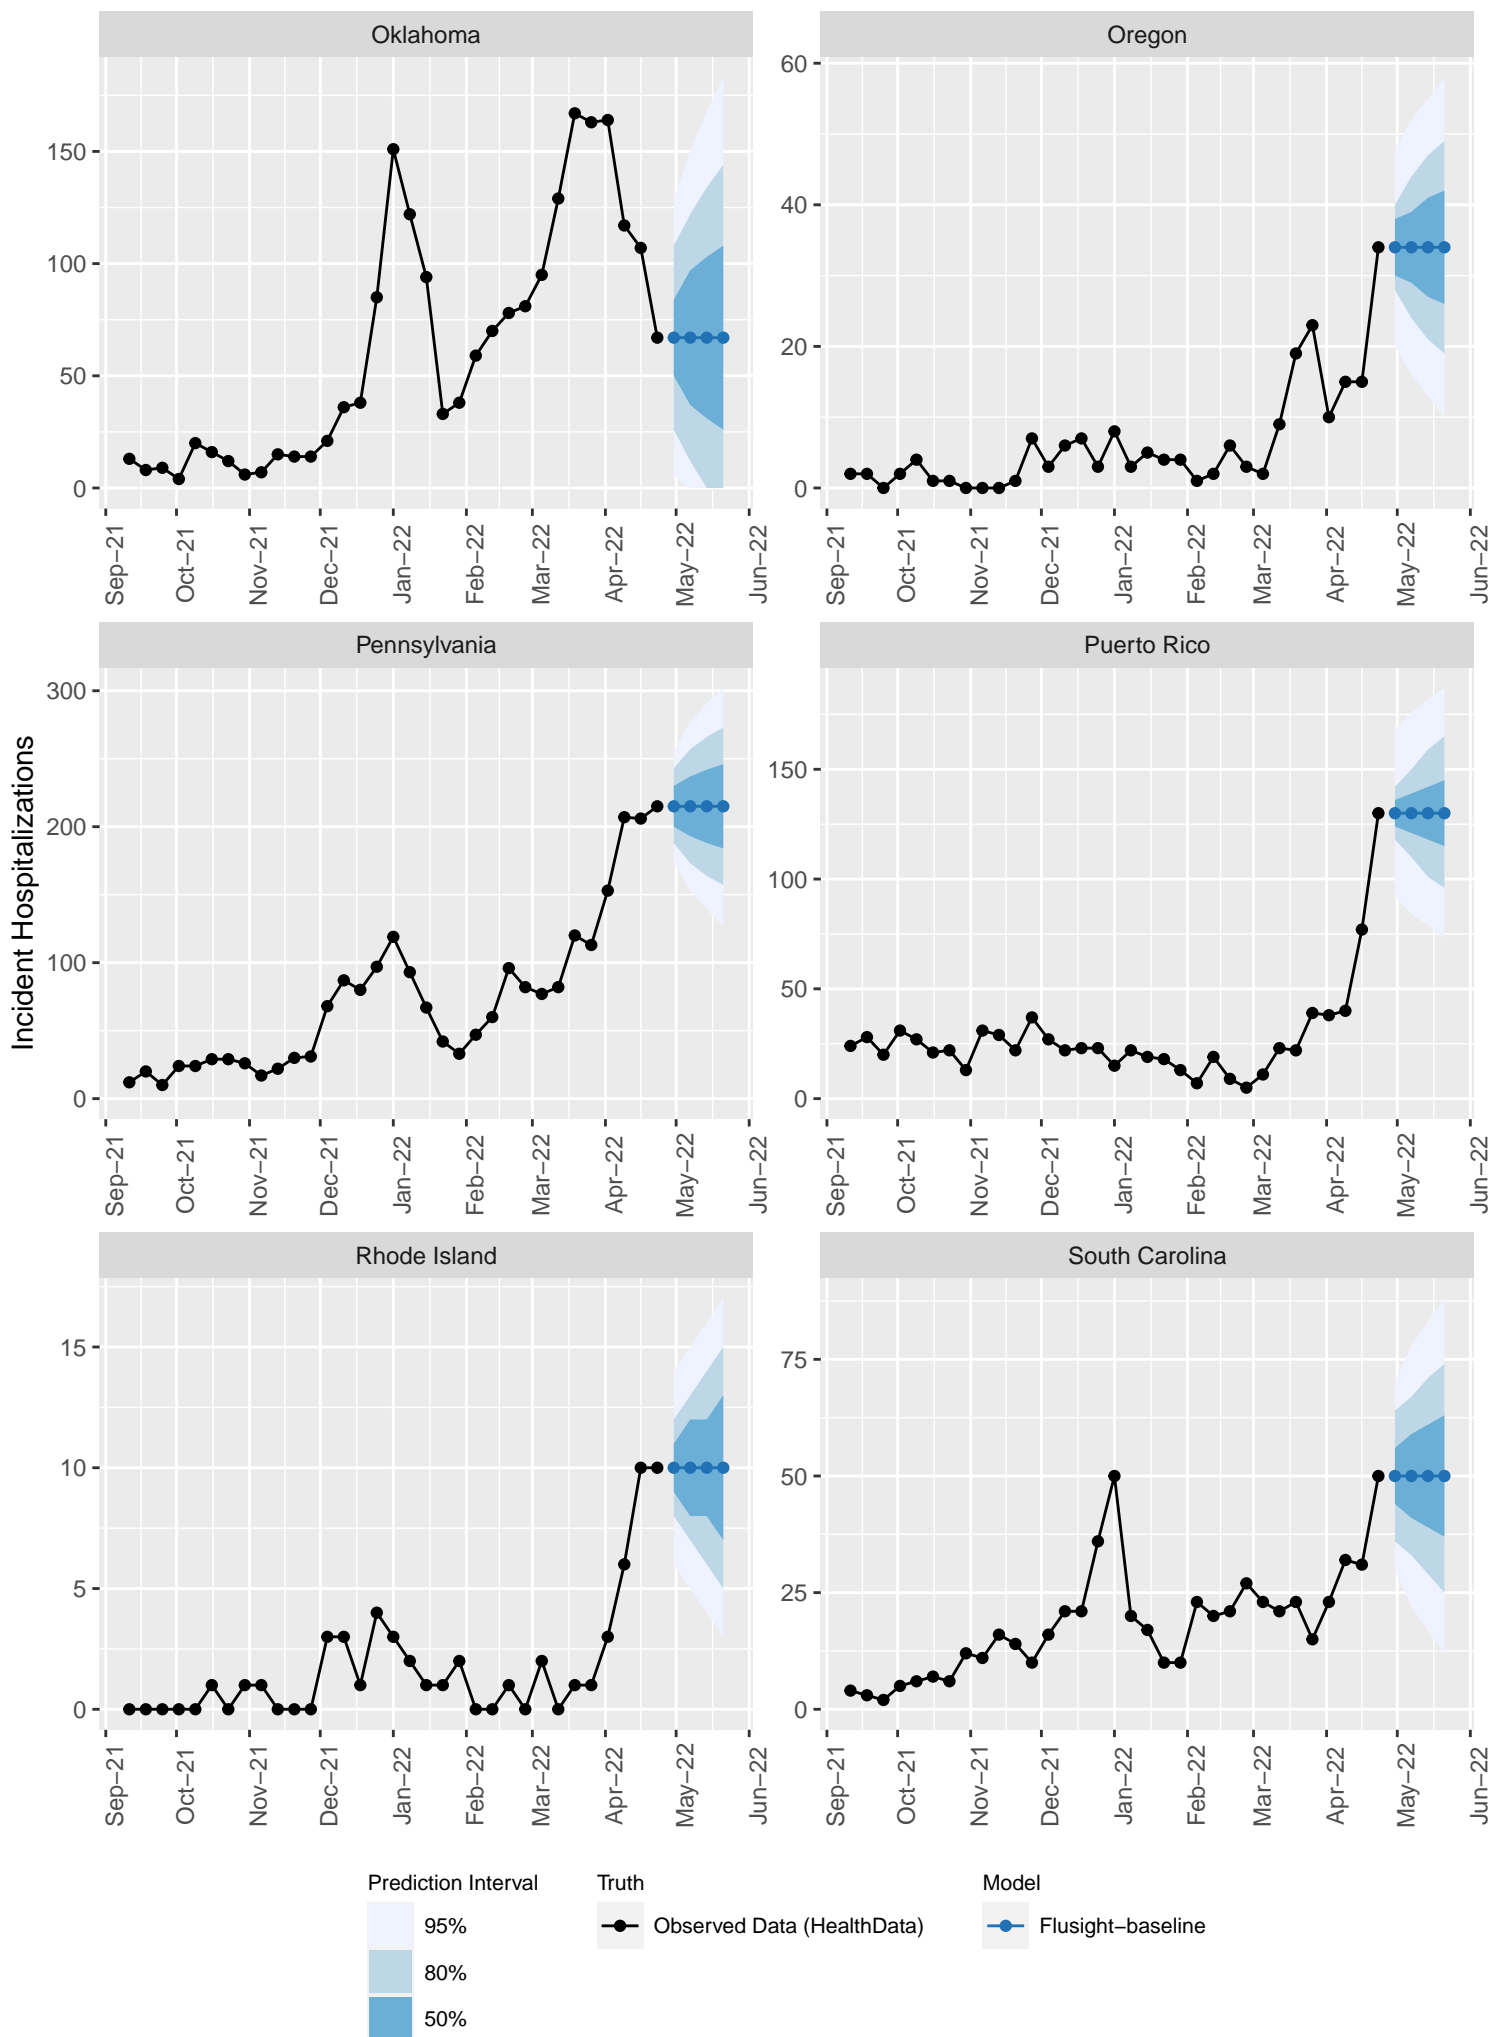 Oklahoma
Oregon
150
100
50
0
60
40
20
0
Sep−21
Oct−21
Nov−21
Dec−21
Jan−22
Feb−22
Mar−22
Apr−22
May−22
Jun−22
Sep−21
Oct−21
Nov−21
Dec−21
Jan−22
Feb−22
Mar−22
Apr−22
May−22
Jun−22
Incident Hospitalizations
Pennsylvania
Puerto Rico
300
200
100
0
150
100
50
0
Sep−21
Oct−21
Nov−21
Dec−21
Jan−22
Feb−22
Mar−22
Apr−22
May−22
Jun−22
Sep−21
Oct−21
Nov−21
Dec−21
Jan−22
Feb−22
Mar−22
Apr−22
May−22
Jun−22
Rhode Island
South Carolina
15
10
5
0
75
50
25
0
Sep−21
Oct−21
Nov−21
Dec−21
Jan−22
Feb−22
Mar−22
Apr−22
May−22
Jun−22
Sep−21
Oct−21
Nov−21
Dec−21
Jan−22
Feb−22
Mar−22
Apr−22
May−22
Jun−22
Prediction Interval
95%
80%
50%
Truth
Observed Data (HealthData)
Model
Flusight−baseline